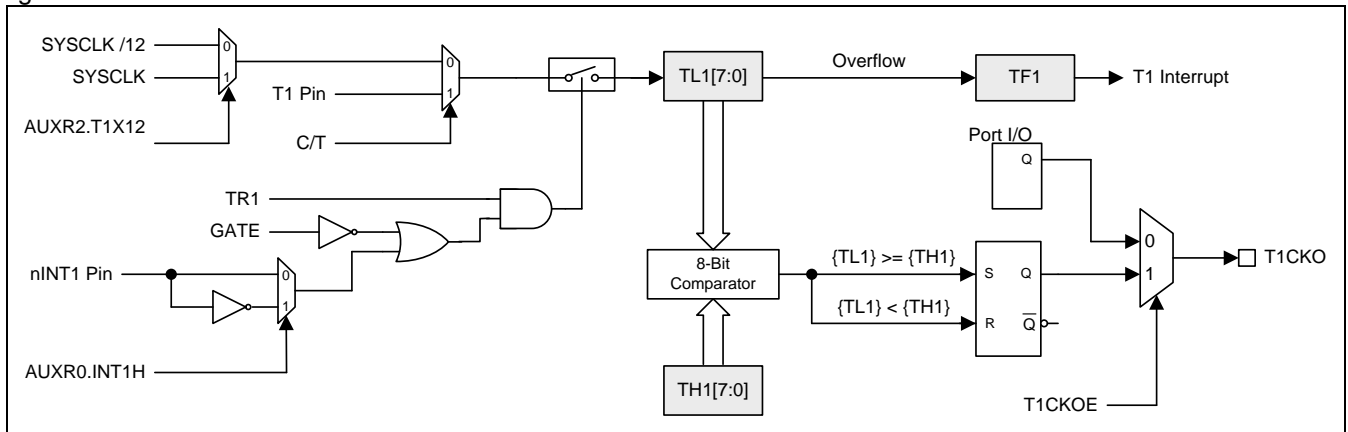 SYSCLK /12
SYSCLK
AUXR2.T1X12
0
1
T1 Pin
C/T
0
1
TL1[7:0]
Overflow
TF1
T1 Interrupt
Port I/O
Q
TR1
GATE
nINT1 Pin
0
1
AUXR0.INT1H
8-Bit
Comparator
TH1[7:0]
{TL1} >= {TH1}
{TL1} < {TH1}
S
Q
R
Q
0
1
T1CKO
T1CKOE